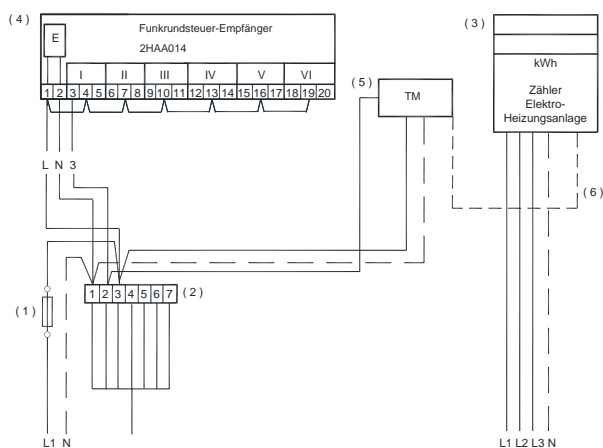 ( 4 )
E
Funkrundsteuer-Empfänger
2HAA014
I II III IV V VI
1 2 3 4 5 6 7 8 9 10 11 12 13 14 15 16 17 18 19 20
( 3 )
kWh
Zähler
Elektro-
Heizungsanlage
( 5 )
TM
L N 3
( 6 )
1 2 3 4 5 6 7
( 2 )
( 1 )
L1 N
L1 L2 L3 N